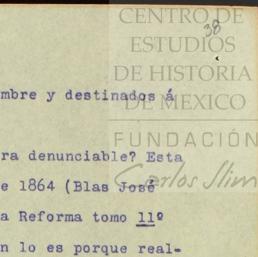 CENTRO DE
38
ESTUDIOS
DE HISTORIA
mbre y destinados á
DE MEXICO
FUNDACIÓN
ra denunciable? Esta
Carlos Slim
e 1864 (Blas José
a Reforma tomo 11º
n lo es porque real-